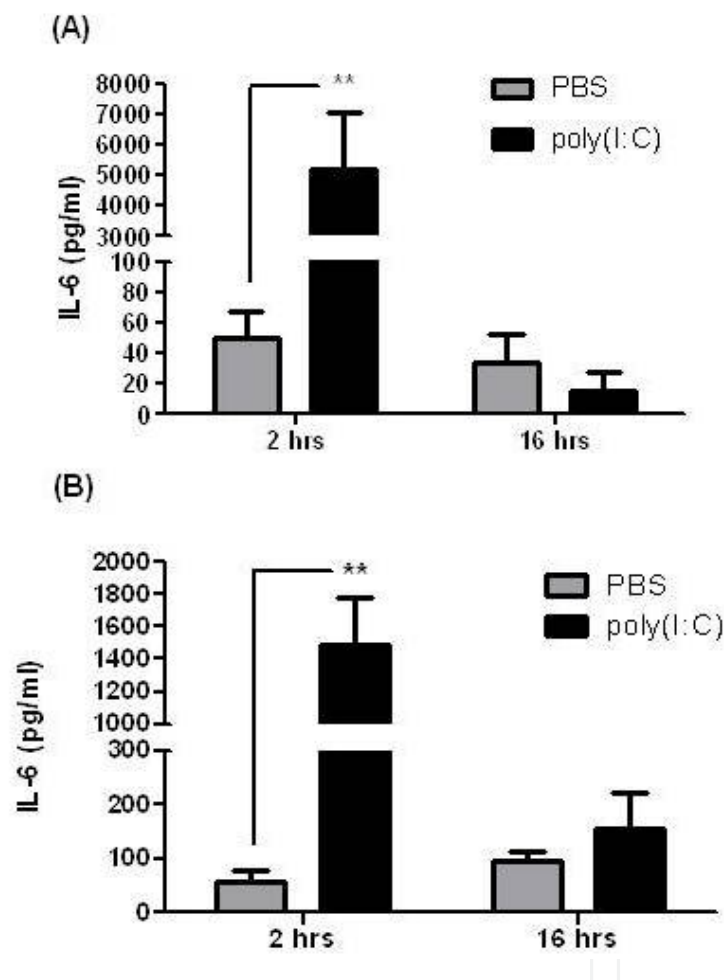 (A)
IL-6 (pg/ml)
8000
7000
6000
5000
4000
3000
100
80
60
40
20
0
**
PBS
poly(I:C)
2 hrs
16 hrs
(B)
IL-6 (pg/ml)
2000
1800
1600
1400
1200
1000
300
200
100
0
**
PBS
poly(I:C)
2 hrs
16 hrs